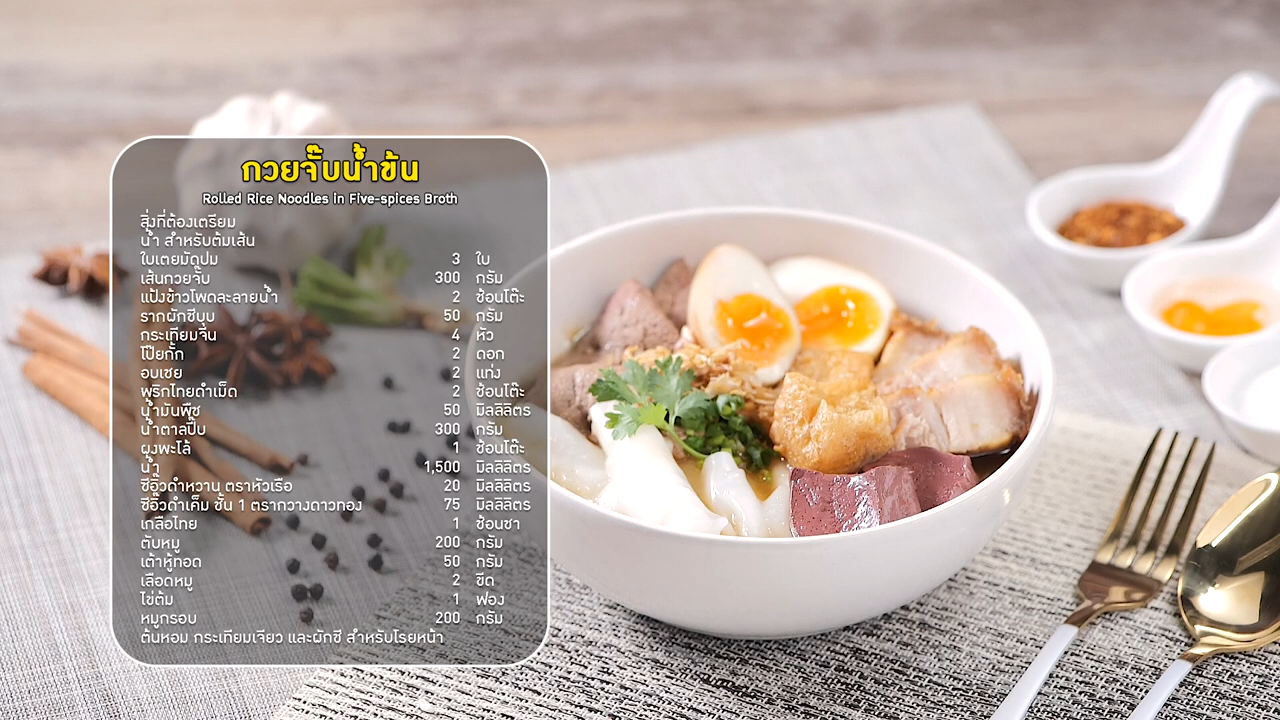 กวยจั๊บน้ำข้น
Rolled Rice Noodles in Five-spices Broth
สิ่งที่ต้องเตรียม
น้ำ สำหรับต้มเส้น
ใบเตยมัดปม 3 ใบ
เส้นกวยจั๊บ 300 กรัม
แป้งข้าวโพดละลายน้ำ 2 ช้อนโต๊ะ
รากผักชีบุบ 50 กรัม
กระเทียมจีน 4 หัว
โป๊ยกั้ก 2 ดอก
อบเชย 2 แท่ง
พริกไทยดำเม็ด 2 ช้อนโต๊ะ
น้ำมันพืช 50 มิลลิลิตร
น้ำตาลปี๊บ 300 กรัม
ผงพะโล้ 1 ช้อนโต๊ะ
น้ำ 1,500 มิลลิลิตร
ซีอิ๊วดำหวาน ตราหัวเรือ 20 มิลลิลิตร
ซีอิ๊วดำเค็ม ชั้น 1 ตรากวางดาวทอง 75 มิลลิลิตร
เกลือไทย 1 ช้อนชา
ตับหมู 200 กรัม
เต้าหู้ทอด 50 กรัม
เลือดหมู 2 ขีด
ไข่ต้ม 1 ฟอง
หมูกรอบ 200 กรัม
ต้นหอม กระเทียมเจียว และผักชี สำหรับโรยหน้า